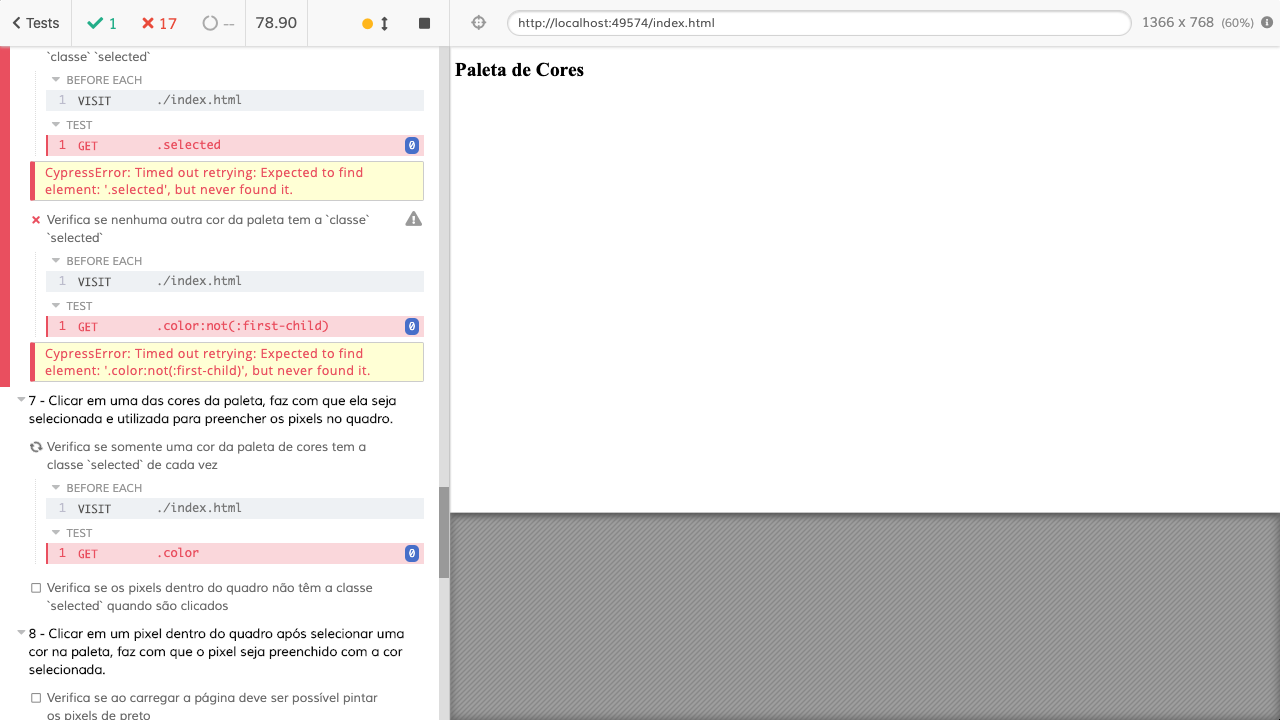 Tests 1 17 -- 78.90 http://localhost:49574/index.html 1366 x 768 (60%)
`classe` `selected`
BEFORE EACH
1 VISIT ./index.html
TEST
1 GET .selected 0
CypressError: Timed out retrying: Expected to find
element: '.selected', but never found it.
Verifica se nenhuma outra cor da paleta tem a `classe`
`selected`
BEFORE EACH
1 VISIT ./index.html
TEST
1 GET .color:not(:first-child) 0
CypressError: Timed out retrying: Expected to find
element: '.color:not(:first-child)', but never found it.
7 - Clicar em uma das cores da paleta, faz com que ela seja
selecionada e utilizada para preencher os pixels no quadro.
Verifica se somente uma cor da paleta de cores tem a
classe `selected` de cada vez
BEFORE EACH
1 VISIT ./index.html
TEST
1 GET .color 0
Verifica se os pixels dentro do quadro não têm a classe
`selected` quando são clicados
8 - Clicar em um pixel dentro do quadro após selecionar uma
cor na paleta, faz com que o pixel seja preenchido com a cor
selecionada.
Verifica se ao carregar a página deve ser possível pintar
os pixels de preto
Paleta de Cores